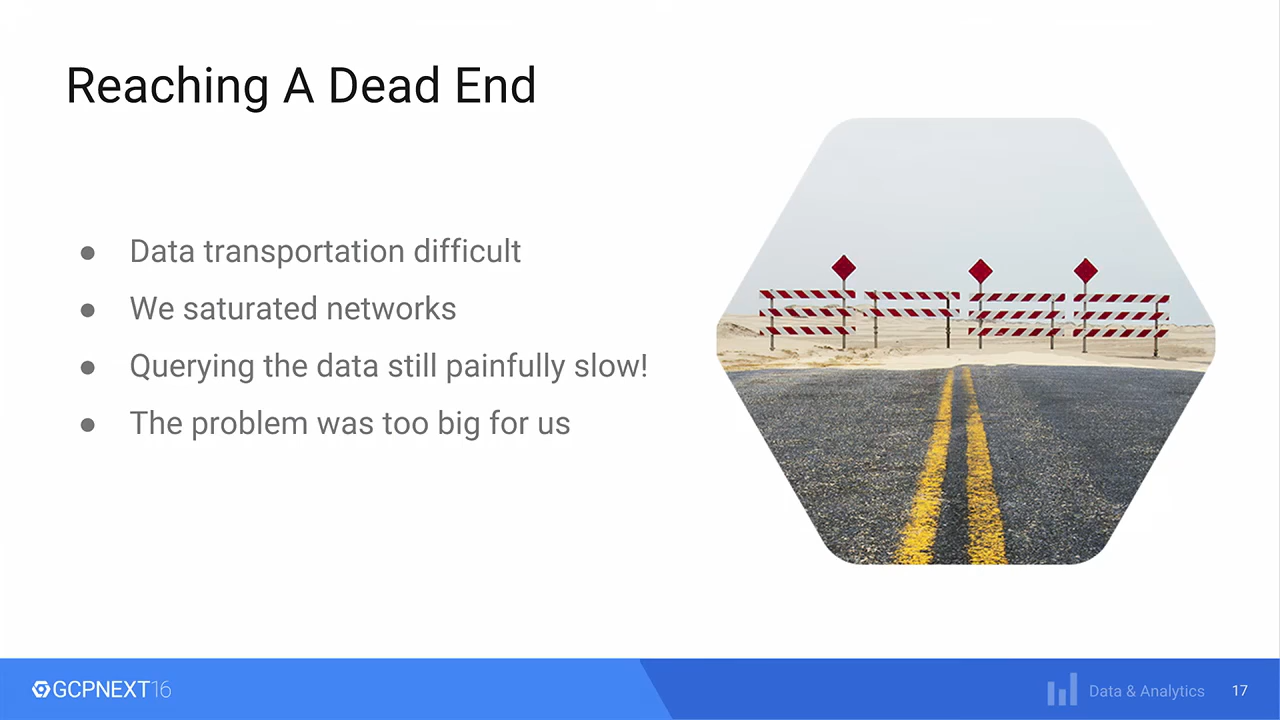 Reaching A Dead End
● Data transportation difficult
● We saturated networks
● Querying the data still painfully slow!
● The problem was too big for us
GCPNEXT16
Data & Analytics 17